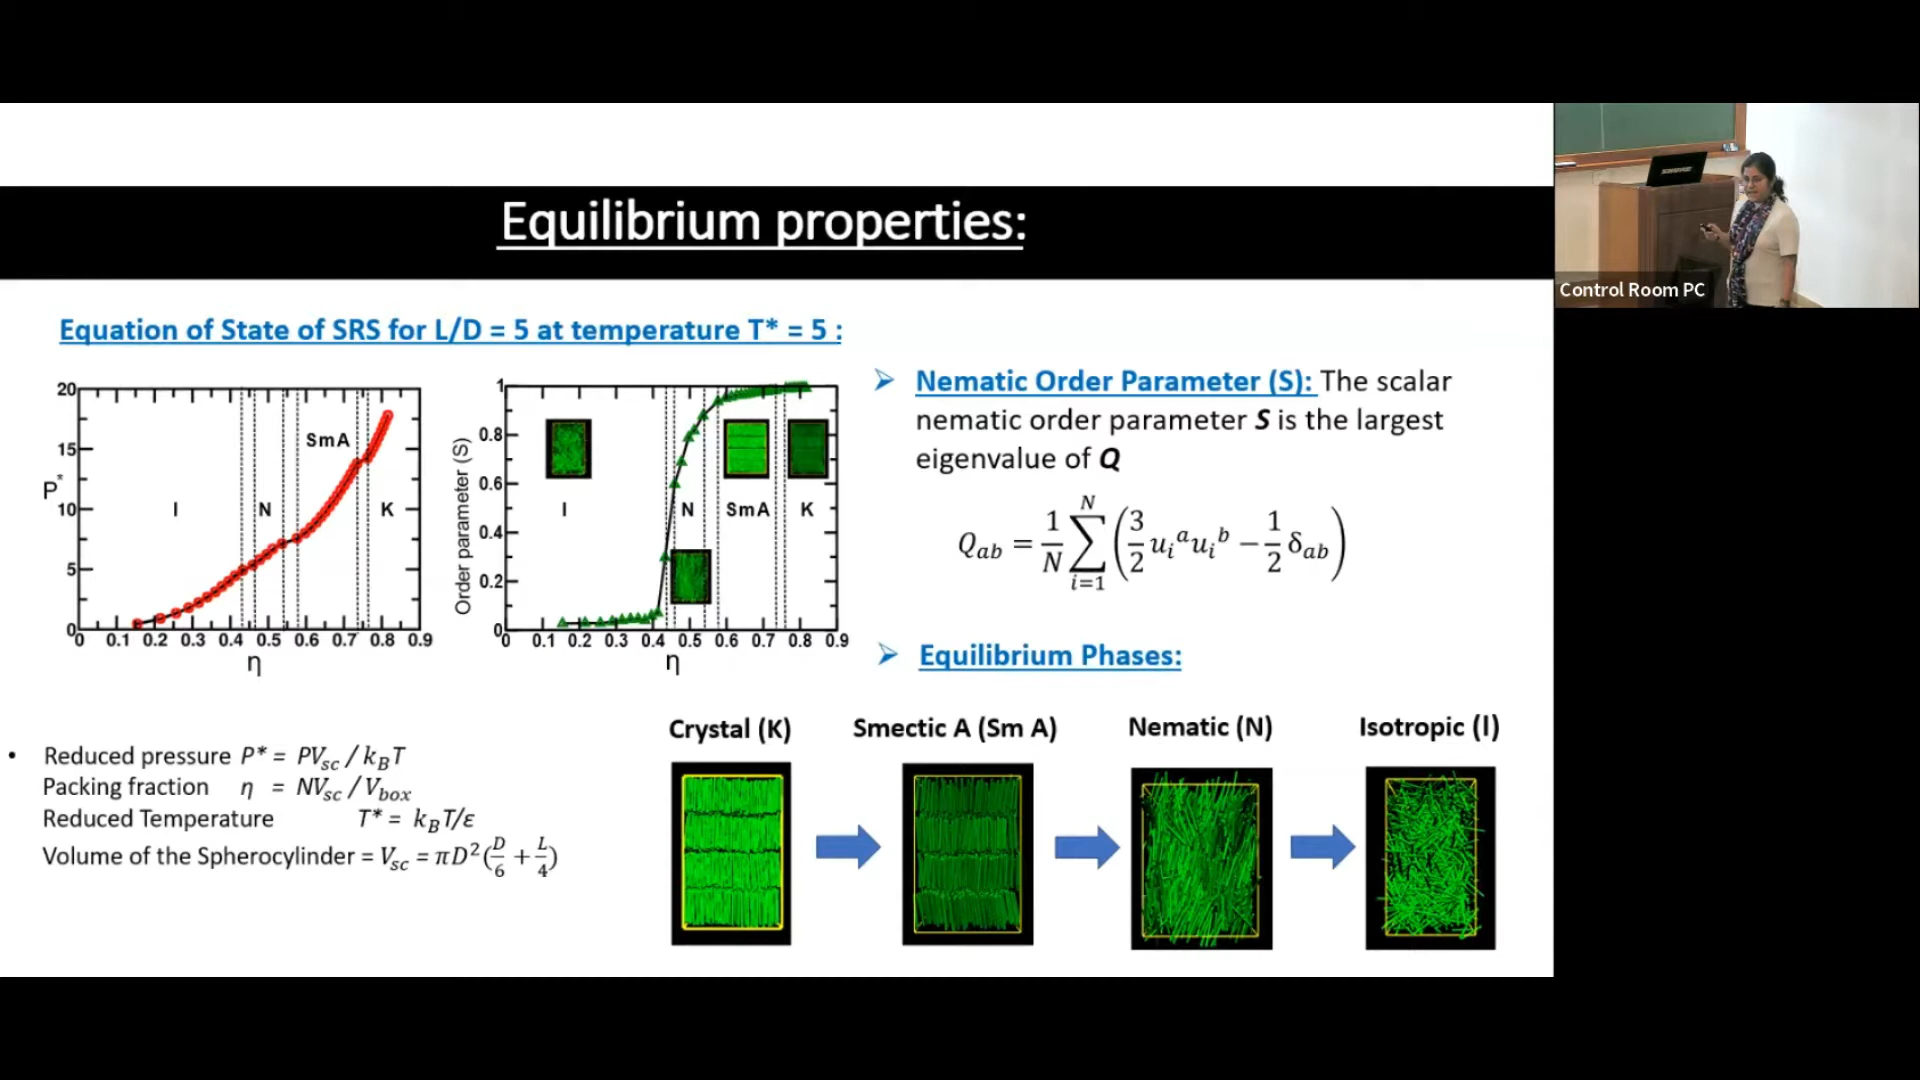 Equilibrium properties:
Control Room PC
Equation of State of SRS for L/D = 5 at temperature T* = 5 :
20
15
10
5
0
P*
0 0.1 0.2 0.3 0.4 0.5 0.6 0.7 0.8 0.9
η
I
N
SmA
K
1
0.8
0.6
0.4
0.2
0
Order parameter (S)
0 0.1 0.2 0.3 0.4 0.5 0.6 0.7 0.8 0.9
η
I
N
SmA
K
➢ Nematic Order Parameter (S): The scalar
nematic order parameter S is the largest
eigenvalue of Q
Q_ab = 1/N ∑_{i=1}^{N} (3/2 u_i^a u_i^b − 1/2 δ_ab)
➢ Equilibrium Phases:
Crystal (K) Smectic A (Sm A) Nematic (N) Isotropic (I)
• Reduced pressure P* = PV_sc / k_BT
Packing fraction η = NV_sc / V_box
Reduced Temperature T* = k_BT/ε
Volume of the Spherocylinder = V_sc = πD²(D/6 + L/4)